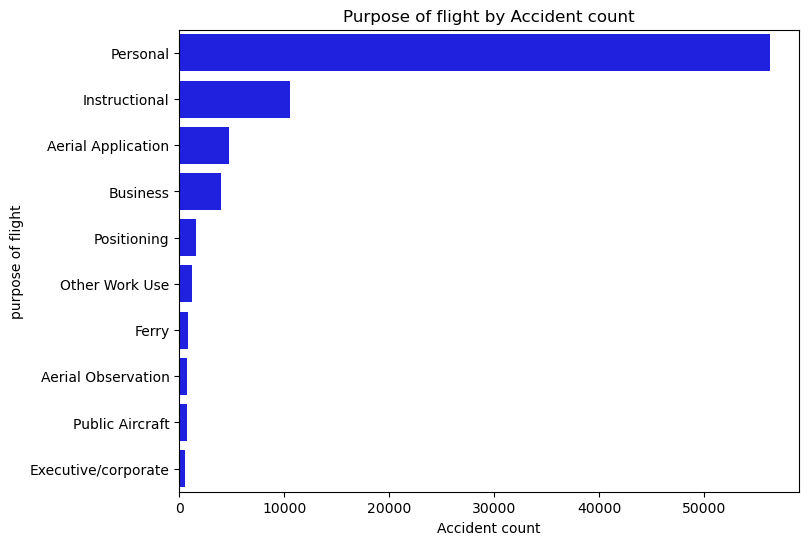 Purpose of flight by Accident count
Personal
Instructional
Aerial Application
Business
Positioning
Other Work Use
Ferry
Aerial Observation
Public Aircraft
Executive/corporate
purpose of flight
0 10000 20000 30000 40000 50000
Accident count